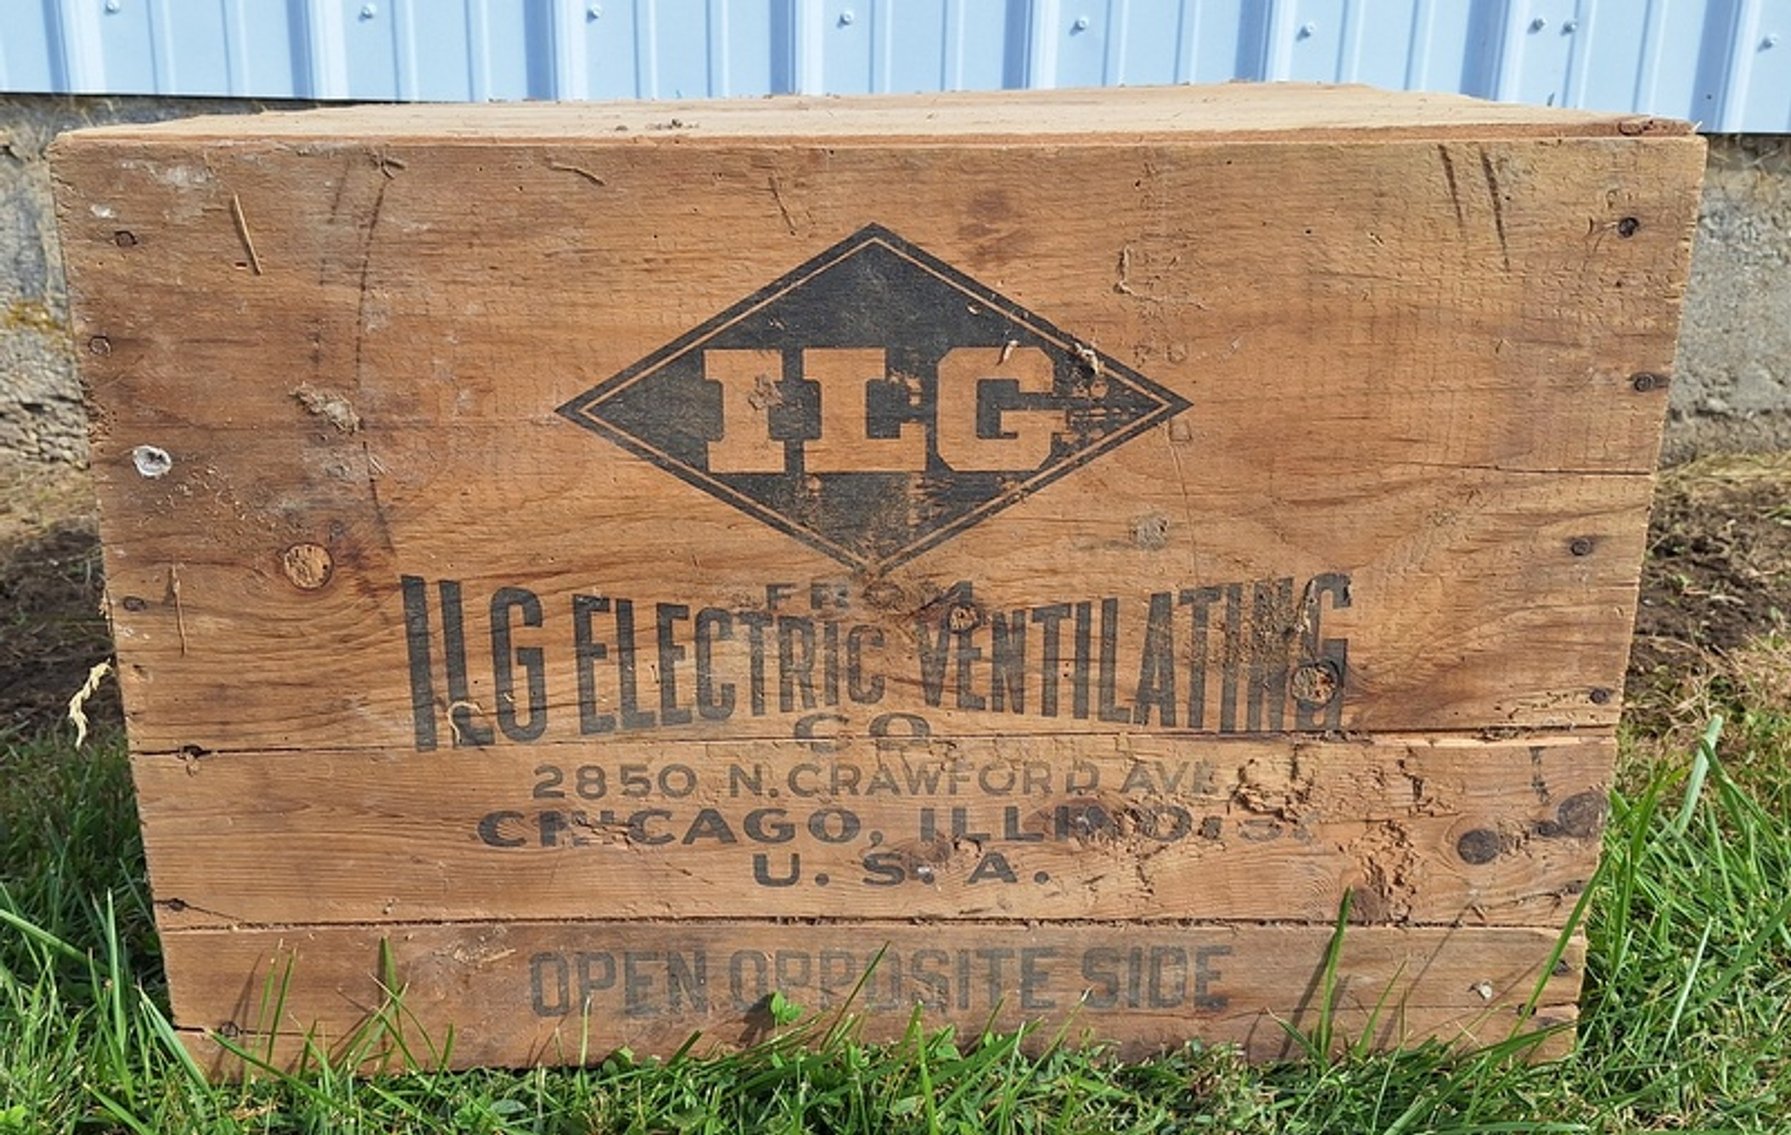 ILG
FROM
ILG ELECTRIC VENTILATING
CO
2850 N. CRAWFORD AVE.
CHICAGO, ILLINOIS.
U. S. A.
OPEN OPPOSITE SIDE